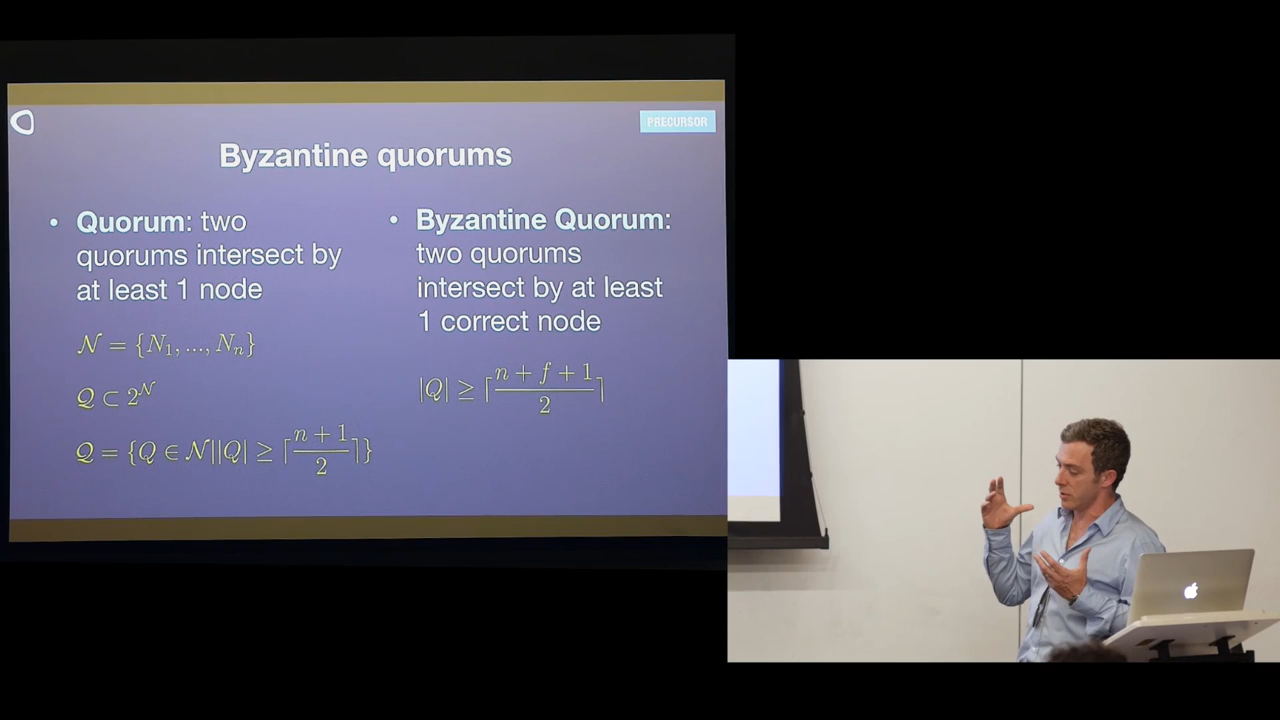 PRECURSOR
Byzantine quorums
• Quorum: two
quorums intersect by
at least 1 node
𝒩 = {N₁, ..., Nₙ}
𝒬 ⊂ 2^𝒩
𝒬 = {Q ∈ 𝒩||Q| ≥ ⌈(n + 1)/2⌉}
• Byzantine Quorum:
two quorums
intersect by at least
1 correct node
|Q| ≥ ⌈(n + f + 1)/2⌉